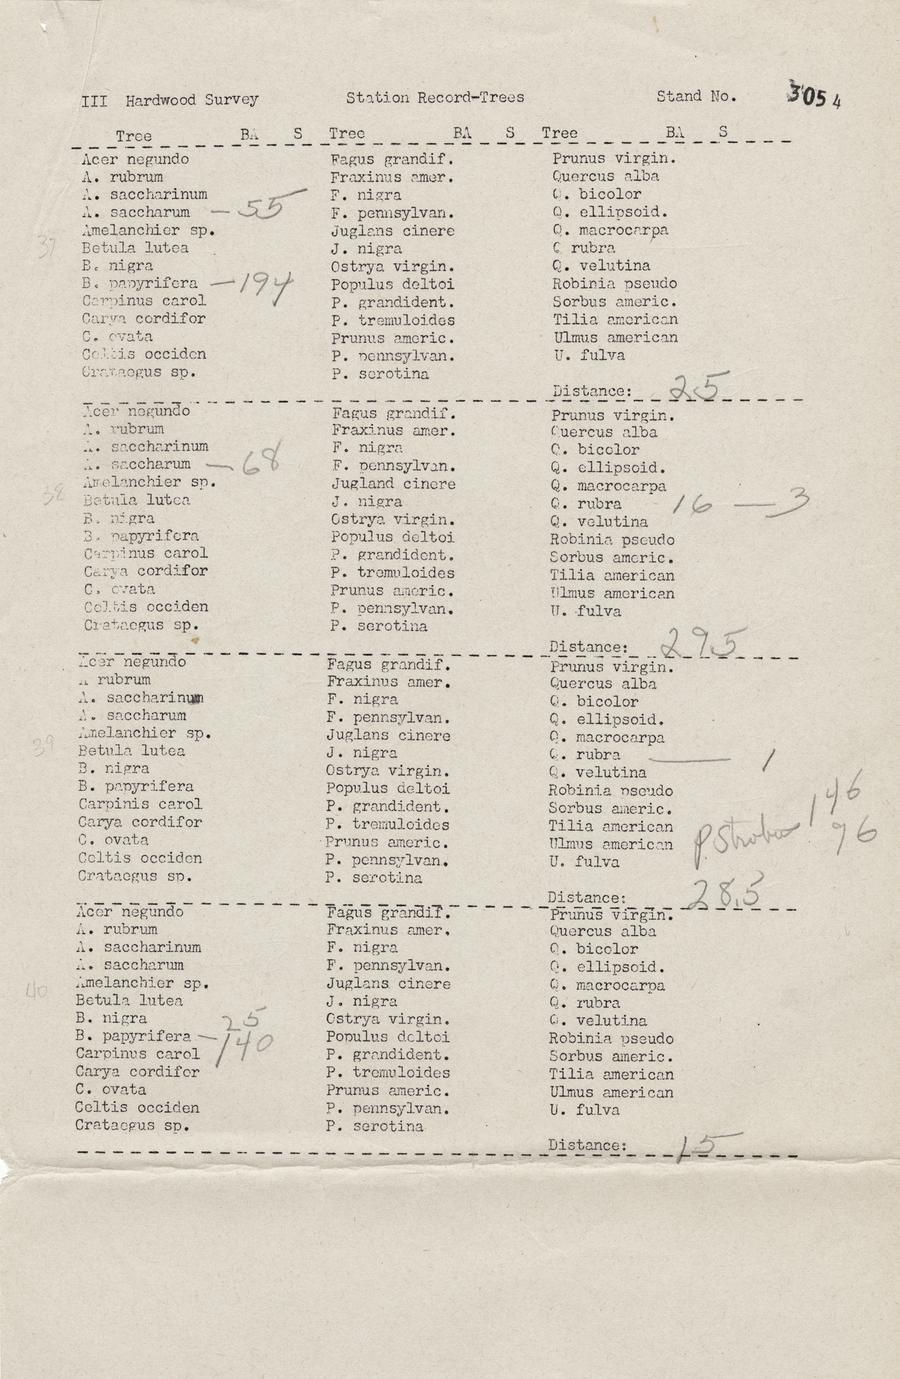 III Hardwood Survey Station Record-Trees Stand No. 3054
Tree BA S Tree BA S Tree BA S
Acer negundo Fagus grandif. Prunus virgin.
A. rubrum Fraxinus amer. Quercus alba
A. saccharinum F. nigra Q. bicolor
A. saccharum — 55 F. pennsylvan. Q. ellipsoid.
37 Amelanchier sp. Juglans cinere Q. macrocarpa
Betula lutea J. nigra Q rubra
B. nigra Ostrya virgin. Q. velutina
B. papyrifera — 194 Populus deltoi Robinia pseudo
Carpinus carol P. grandident. Sorbus americ.
Carya cordifor P. tremuloides Tilia american
C. ovata Prunus americ. Ulmus american
Celtis occiden P. pennsylvan. U. fulva
Crataegus sp. P. serotina
Distance: 25
Acer negundo Fagus grandif. Prunus virgin.
A. rubrum Fraxinus amer. Quercus alba
A. saccharinum F. nigra Q. bicolor
A. saccharum — 68 F. pennsylvan. Q. ellipsoid.
38 Amelanchier sp. Jugland cinere Q. macrocarpa
Betula lutea J. nigra Q. rubra 16 — 3
B. nigra Ostrya virgin. Q. velutina
B. papyrifera Populus deltoi Robinia pseudo
Carpinus carol P. grandident. Sorbus americ.
Carya cordifor P. tremuloides Tilia american
C. ovata Prunus americ. Ulmus american
Celtis occiden P. pennsylvan. U. fulva
Crataegus sp. P. serotina
Distance: 295
Acer negundo Fagus grandif. Prunus virgin.
A rubrum Fraxinus amer. Quercus alba
A. saccharinum F. nigra Q. bicolor
A. saccharum F. pennsylvan. Q. ellipsoid.
39 Amelanchier sp. Juglans cinere Q. macrocarpa
Betula lutea J. nigra Q. rubra — 1
B. nigra Ostrya virgin. Q. velutina
B. papyrifera Populus deltoi Robinia pseudo
Carpinis carol P. grandident. Sorbus americ. 146
Carya cordifor P. tremuloides Tilia american P. Strobus 96
C. ovata Prunus americ. Ulmus american
Celtis occiden P. pennsylvan. U. fulva
Crataegus sp. P. serotina
Distance: 28.5
Acer negundo Fagus grandif. Prunus virgin.
A. rubrum Fraxinus amer. Quercus alba
A. saccharinum F. nigra Q. bicolor
A. saccharum F. pennsylvan. Q. ellipsoid.
40 Amelanchier sp. Juglans cinere Q. macrocarpa
Betula lutea J. nigra Q. rubra
B. nigra 25 Ostrya virgin. Q. velutina
B. papyrifera — 140 Populus deltoi Robinia pseudo
Carpinus carol P. grandident. Sorbus americ.
Carya cordifor P. tremuloides Tilia american
C. ovata Prunus americ. Ulmus american
Celtis occiden P. pennsylvan. U. fulva
Crataegus sp. P. serotina
Distance: 15